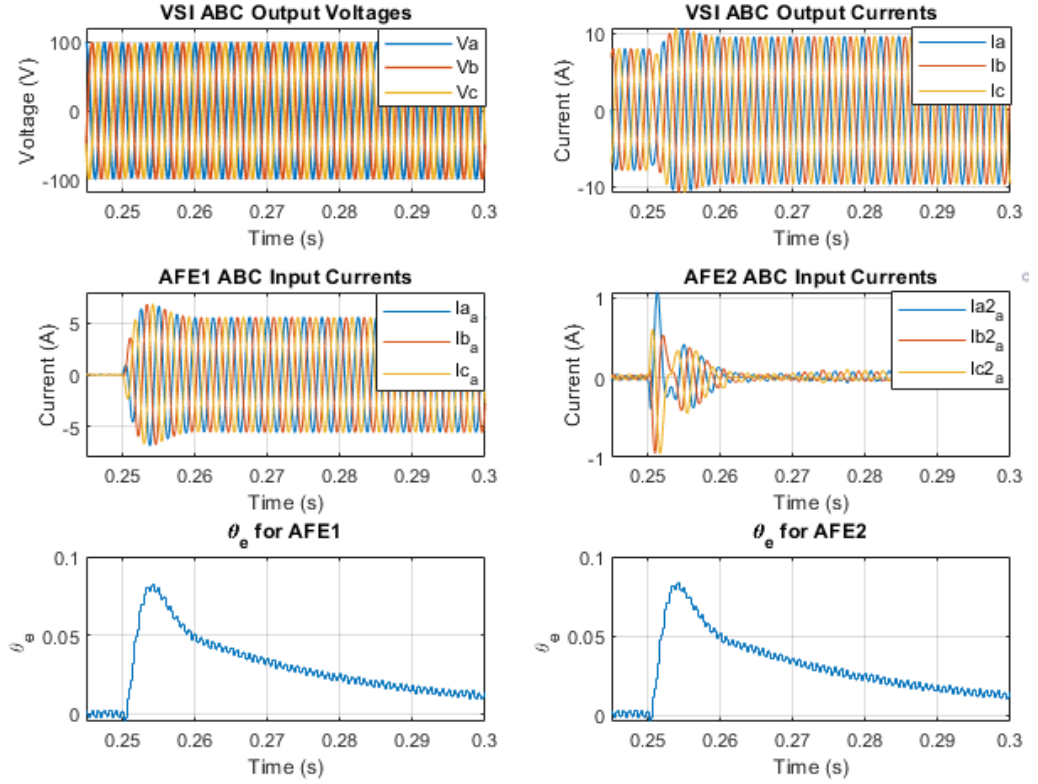 VSI ABC Output Voltages
100
0
-100
Voltage (V)
Va
Vb
Vc
0.25 0.26 0.27 0.28 0.29 0.3
Time (s)
VSI ABC Output Currents
10
0
-10
Current (A)
Ia
Ib
Ic
0.25 0.26 0.27 0.28 0.29 0.3
Time (s)
AFE1 ABC Input Currents
5
0
-5
Current (A)
Ia_a
Ib_a
Ic_a
0.25 0.26 0.27 0.28 0.29 0.3
Time (s)
AFE2 ABC Input Currents
1
0
-1
Current (A)
Ia2_a
Ib2_a
Ic2_a
0.25 0.26 0.27 0.28 0.29 0.3
Time (s)
θ_e for AFE1
0.1
0.05
0
θ_e
0.25 0.26 0.27 0.28 0.29 0.3
Time (s)
θ_e for AFE2
0.1
0.05
0
θ_e
0.25 0.26 0.27 0.28 0.29 0.3
Time (s)